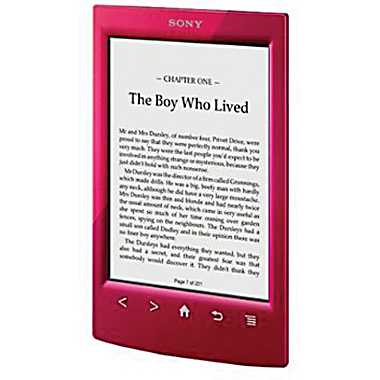 SONY
— CHAPTER ONE —
The Boy Who Lived
Mr and Mrs Dursley, of number four, Privet Drive, were
proud to say that they were perfectly normal, thank you
very much. They were the last people you'd expect to be
involved in anything strange or mysterious, because they
just didn't hold with such nonsense.
Mr Dursley was the director of a firm called Grunnings,
which made drills. He was a big, beefy man with hardly
any neck, although he did have a very large moustache.
Mrs Dursley was thin and blonde and had nearly twice
the usual amount of neck, which came in very useful as
she spent so much of her time craning over garden
fences, spying on the neighbours. The Dursleys had a
small son called Dudley and in their opinion there was
no finer boy anywhere.
The Dursleys had everything they wanted, but they
also had a secret, and their greatest fear was that
somebody would discover it. They didn't think they
Page 7 of 221